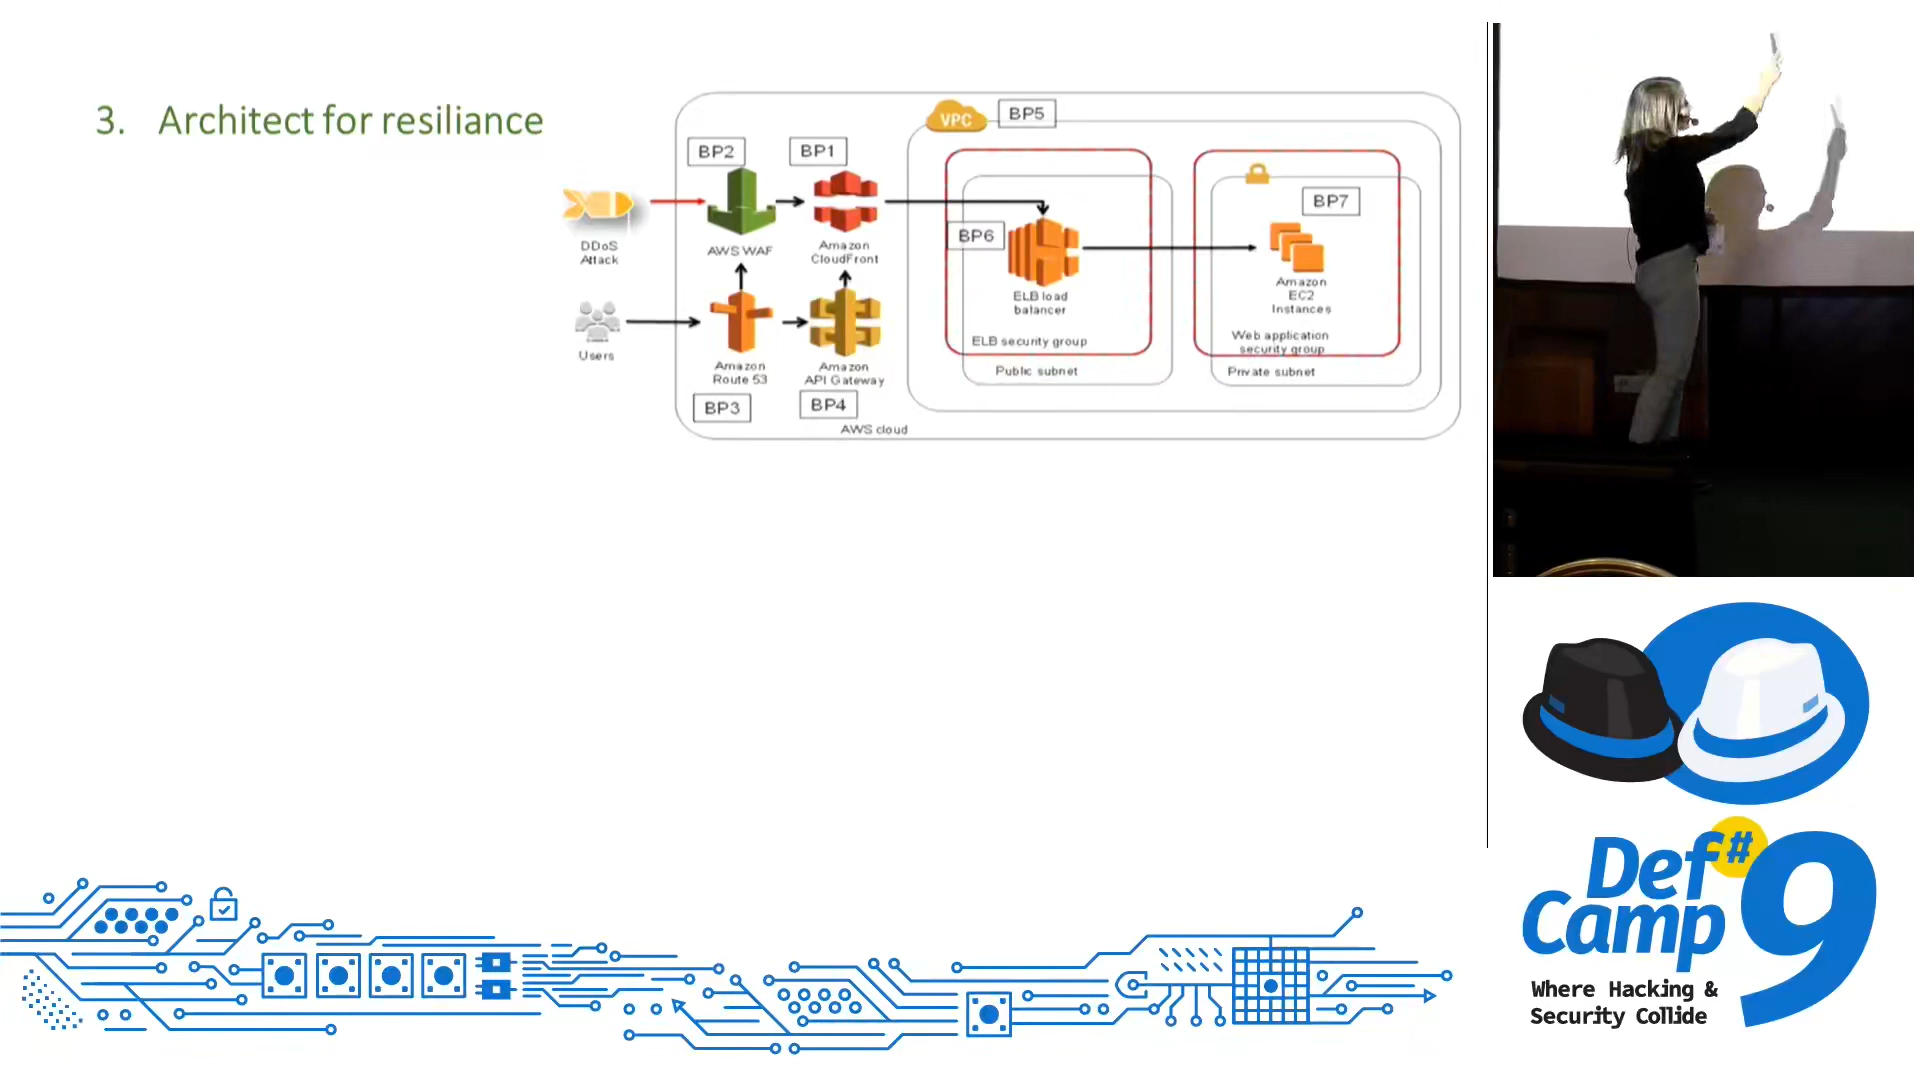 3. Architect for resiliance
BP2
BP1
VPC
BP5
BP7
BP6
DDoS
Attack
AWS WAF
Amazon
CloudFront
ELB load
balancer
Amazon
EC2
Instances
Users
Amazon
Route 53
Amazon
API Gateway
ELB security group
Web application
security group
Public subnet
Private subnet
BP3
BP4
AWS cloud
Def
Camp
#9
Where Hacking &
Security Collide